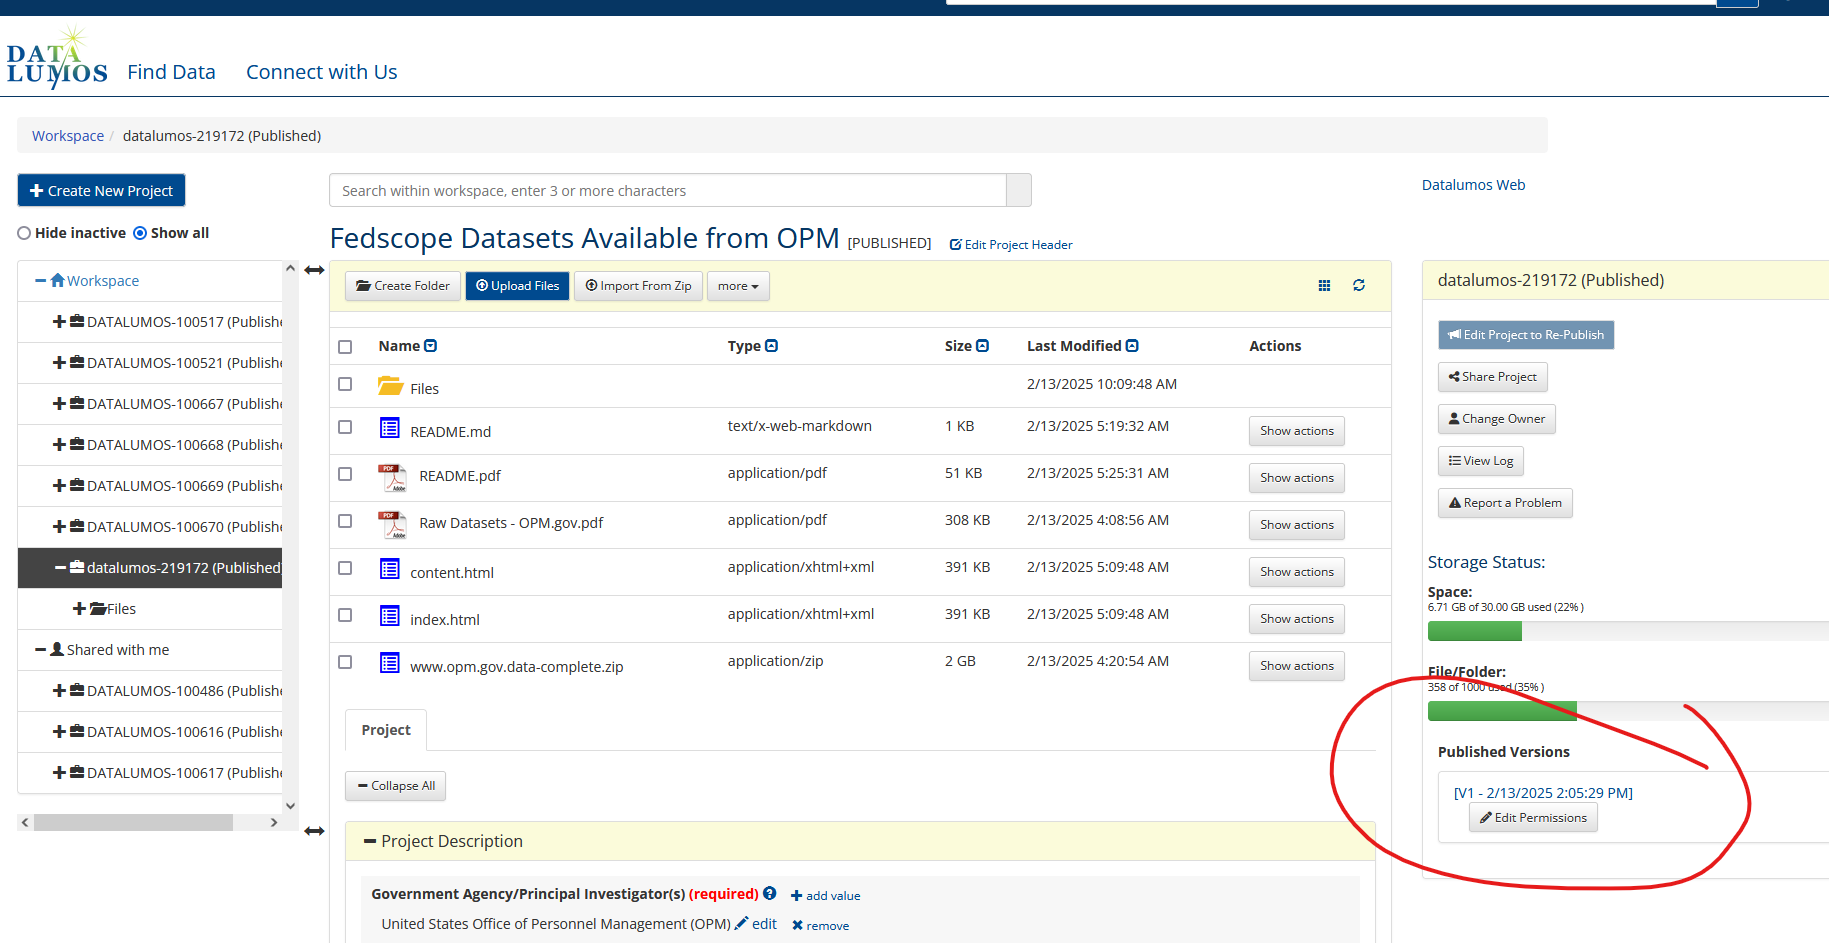 DATA
LUMOS
Find Data
Connect with Us
Workspace / datalumos-219172 (Published)
Create New Project
Search within workspace, enter 3 or more characters
Datalumos Web
Hide inactive Show all
Fedscope Datasets Available from OPM [PUBLISHED] Edit Project Header
Workspace
DATALUMOS-100517 (Publishe
DATALUMOS-100521 (Publishe
DATALUMOS-100667 (Publishe
DATALUMOS-100668 (Publishe
DATALUMOS-100669 (Publishe
DATALUMOS-100670 (Publishe
datalumos-219172 (Published)
Files
Shared with me
DATALUMOS-100486 (Publishe
DATALUMOS-100616 (Publishe
DATALUMOS-100617 (Publishe
Create Folder Upload Files Import From Zip more
Name Type Size Last Modified Actions
Files 2/13/2025 10:09:48 AM
README.md text/x-web-markdown 1 KB 2/13/2025 5:19:32 AM Show actions
README.pdf application/pdf 51 KB 2/13/2025 5:25:31 AM Show actions
Raw Datasets - OPM.gov.pdf application/pdf 308 KB 2/13/2025 4:08:56 AM Show actions
content.html application/xhtml+xml 391 KB 2/13/2025 5:09:48 AM Show actions
index.html application/xhtml+xml 391 KB 2/13/2025 5:09:48 AM Show actions
www.opm.gov.data-complete.zip application/zip 2 GB 2/13/2025 4:20:54 AM Show actions
Project
Collapse All
Project Description
Government Agency/Principal Investigator(s) (required) add value
United States Office of Personnel Management (OPM) edit remove
datalumos-219172 (Published)
Edit Project to Re-Publish
Share Project
Change Owner
View Log
Report a Problem
Storage Status:
Space:
6.71 GB of 30.00 GB used (22% )
File/Folder:
358 of 1000 used (35% )
Published Versions
[V1 - 2/13/2025 2:05:29 PM]
Edit Permissions